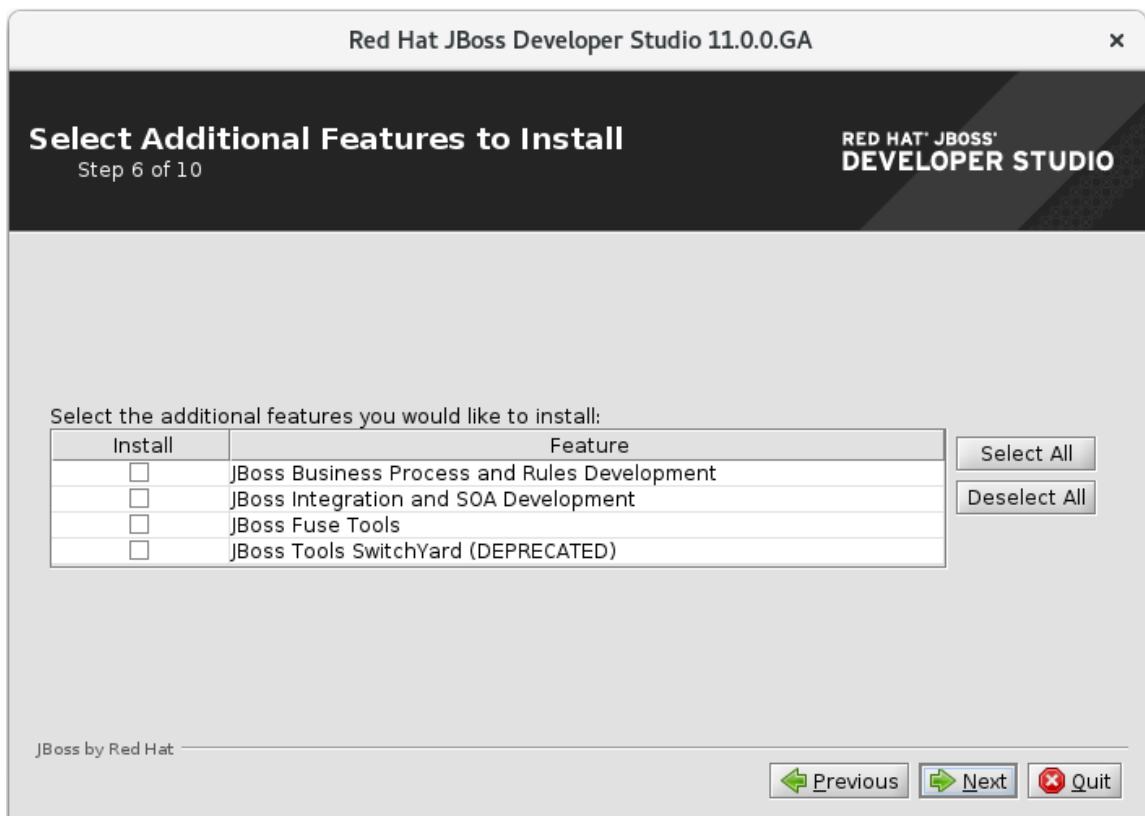 Red Hat JBoss Developer Studio 11.0.0.GA ×
Select Additional Features to Install
Step 6 of 10
RED HAT® JBOSS®
DEVELOPER STUDIO
Select the additional features you would like to install:
Install Feature
JBoss Business Process and Rules Development
JBoss Integration and SOA Development
JBoss Fuse Tools
JBoss Tools SwitchYard (DEPRECATED)
Select All
Deselect All
JBoss by Red Hat
Previous Next Quit